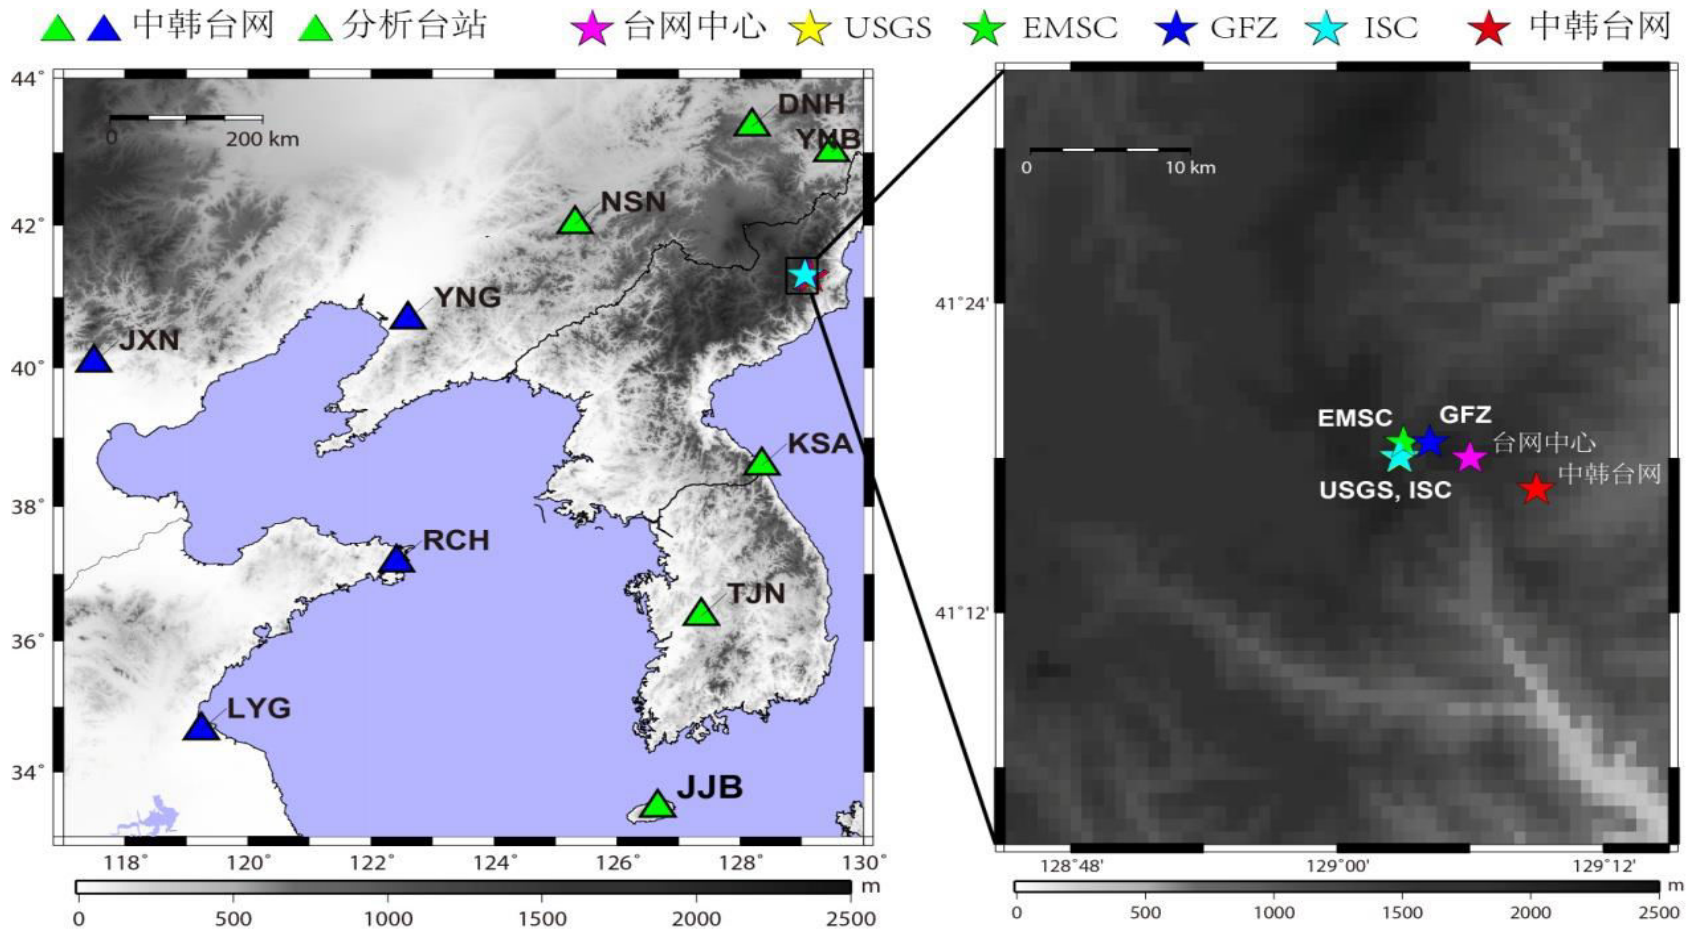 中韩台网 分析台站 台网中心 USGS EMSC GFZ ISC 中韩台网
44°
42°
40°
38°
36°
34°
0 200 km
DNH
YNB
NSN
YNG
JXN
KSA
RCH
TJN
LYG
JJB
118° 120° 122° 124° 126° 128° 130°
0 500 1000 1500 2000 2500 m
0 10 km
41°24'
41°12'
EMSC GFZ
台网中心
中韩台网
USGS, ISC
128°48' 129°00' 129°12'
0 500 1000 1500 2000 2500 m